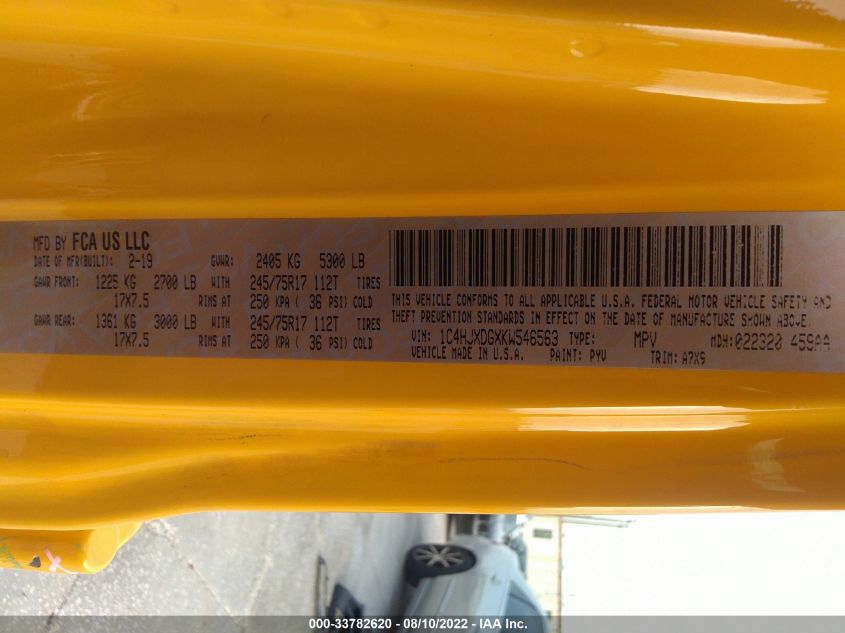 MFD BY FCA US LLC
DATE OF MFR(BUILT): 2-19 GVWR: 2405 KG 5300 LB
GAWR FRONT: 1225 KG 2700 LB WITH 245/75R17 112T TIRES
17X7.5 RIMS AT 250 KPA ( 36 PSI) COLD
GAWR REAR: 1361 KG 3000 LB WITH 245/75R17 112T TIRES
17X7.5 RIMS AT 250 KPA ( 36 PSI) COLD
THIS VEHICLE CONFORMS TO ALL APPLICABLE U.S.A. FEDERAL MOTOR VEHICLE SAFETY AND
THEFT PREVENTION STANDARDS IN EFFECT ON THE DATE OF MANUFACTURE SHOWN ABOVE.
VIN: 1C4HJXDGXKW546563 TYPE: MPV MDH: 022320 459AA
VEHICLE MADE IN U.S.A. PAINT: PYV TRIM: A7X9
000-33782620 - 08/10/2022 - IAA Inc.